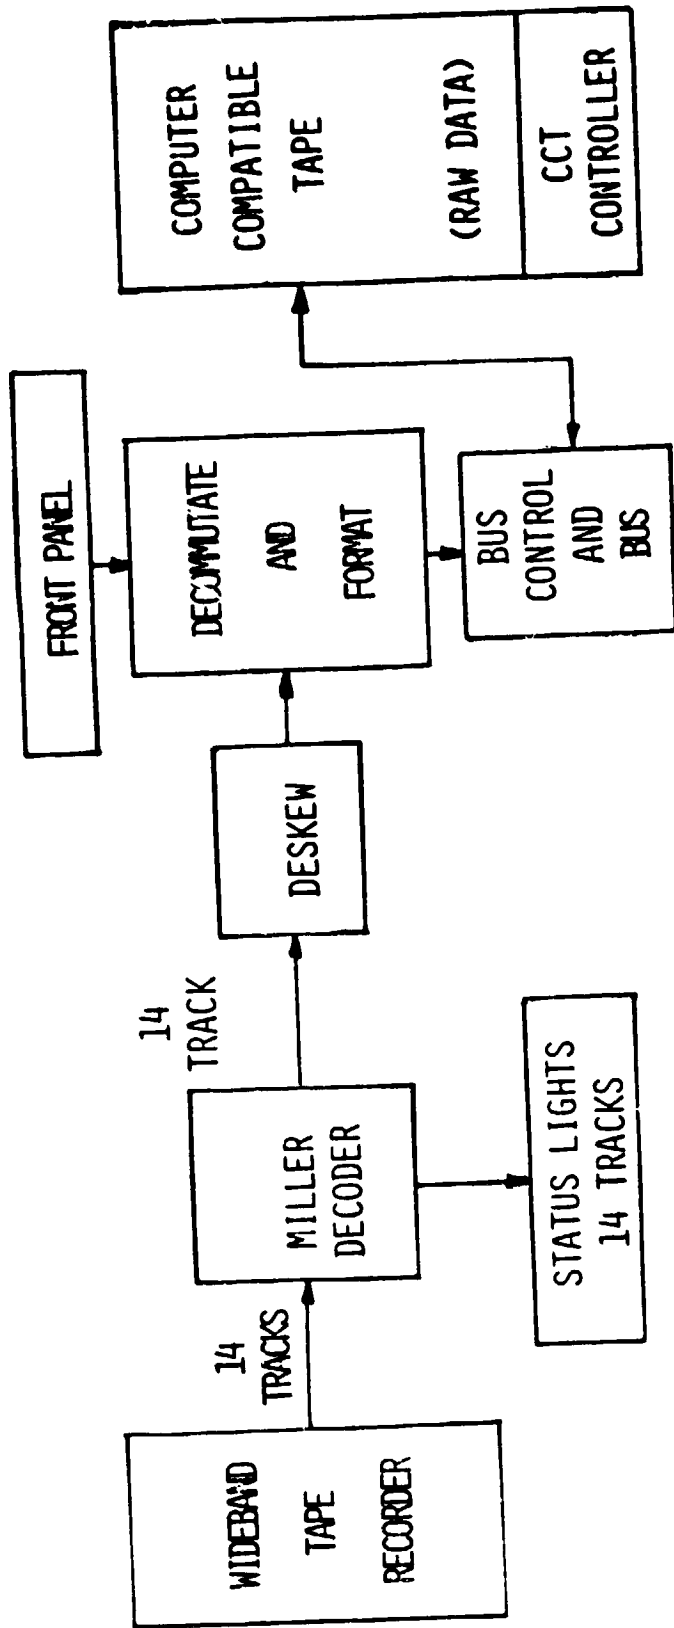 WIDEBAND
TAPE
RECORDER
14
TRACKS
MILLER
DECODER
STATUS LIGHTS
14 TRACKS
14
TRACK
DESKEW
FRONT PANEL
DECOMMUTATE
AND
FORMAT
BUS
CONTROL
AND
BUS
COMPUTER
COMPATIBLE
TAPE
(RAW DATA)
CCT
CONTROLLER